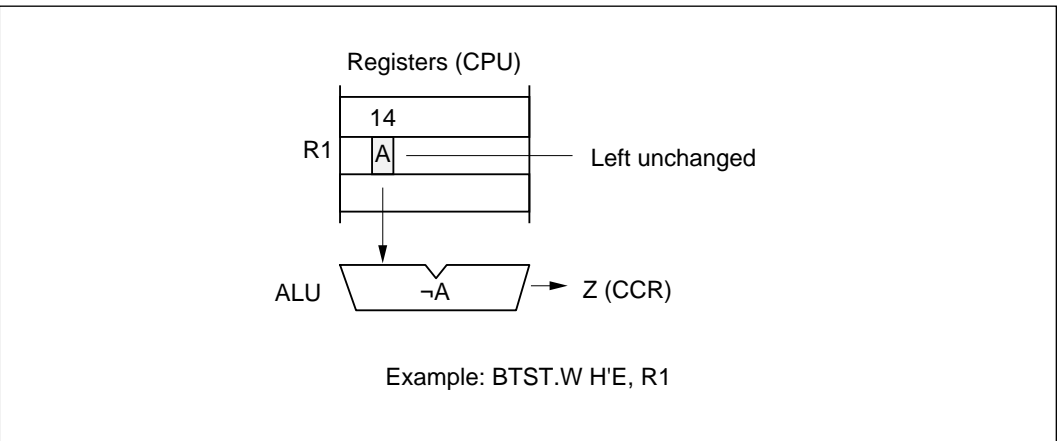 Registers (CPU)
14
R1 A Left unchanged
ALU ¬A Z (CCR)
Example: BTST.W H'E, R1